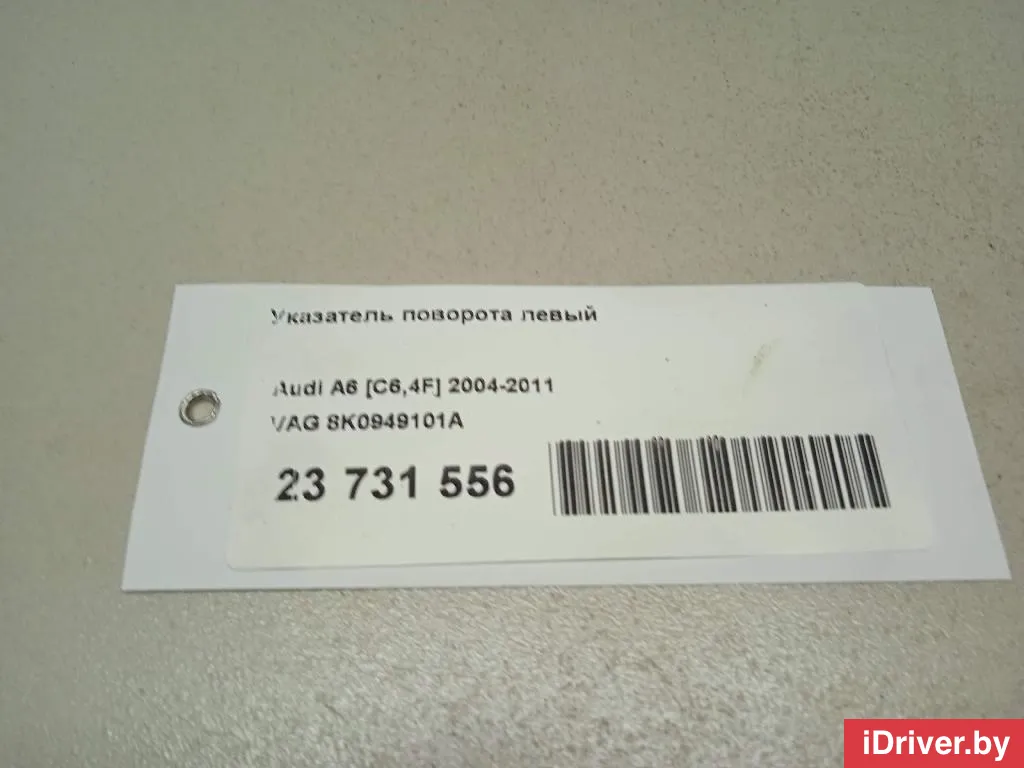 Указатель поворота левый
Audi A6 [C6,4F] 2004-2011
VAG 8K0949101A
23 731 556
iDriver.by